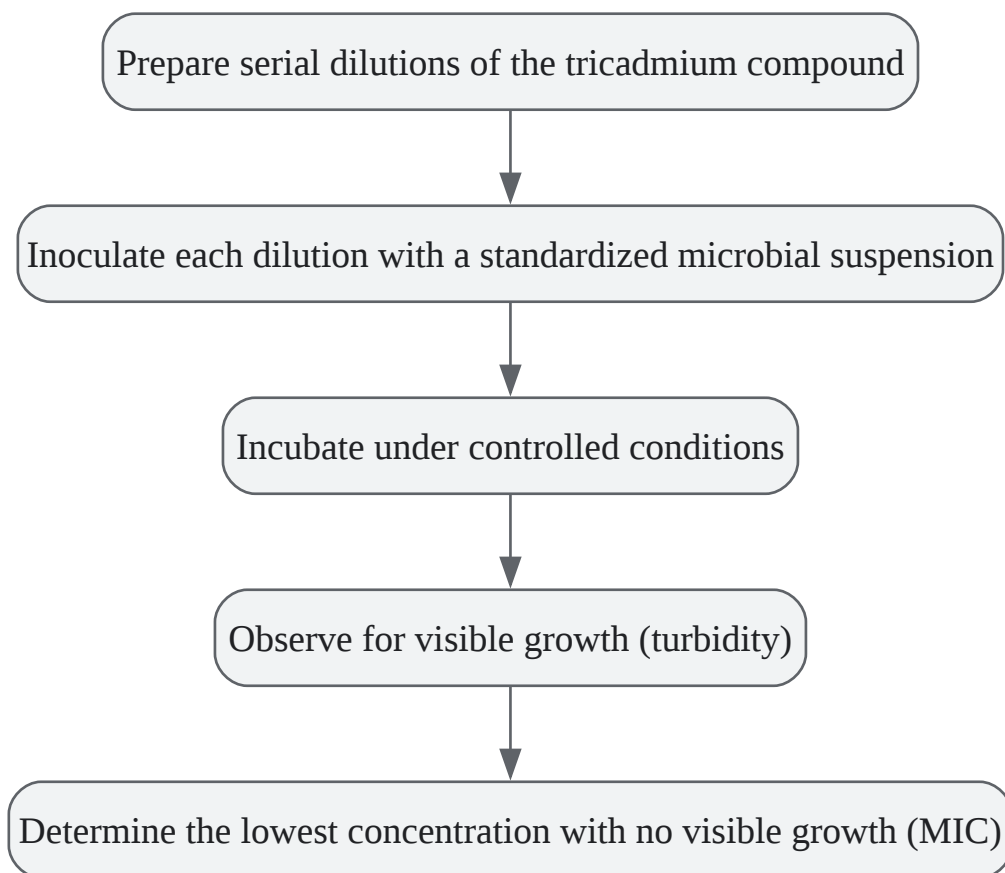 Prepare serial dilutions of the tricadmium compound
Inoculate each dilution with a standardized microbial suspension
Incubate under controlled conditions
Observe for visible growth (turbidity)
Determine the lowest concentration with no visible growth (MIC)